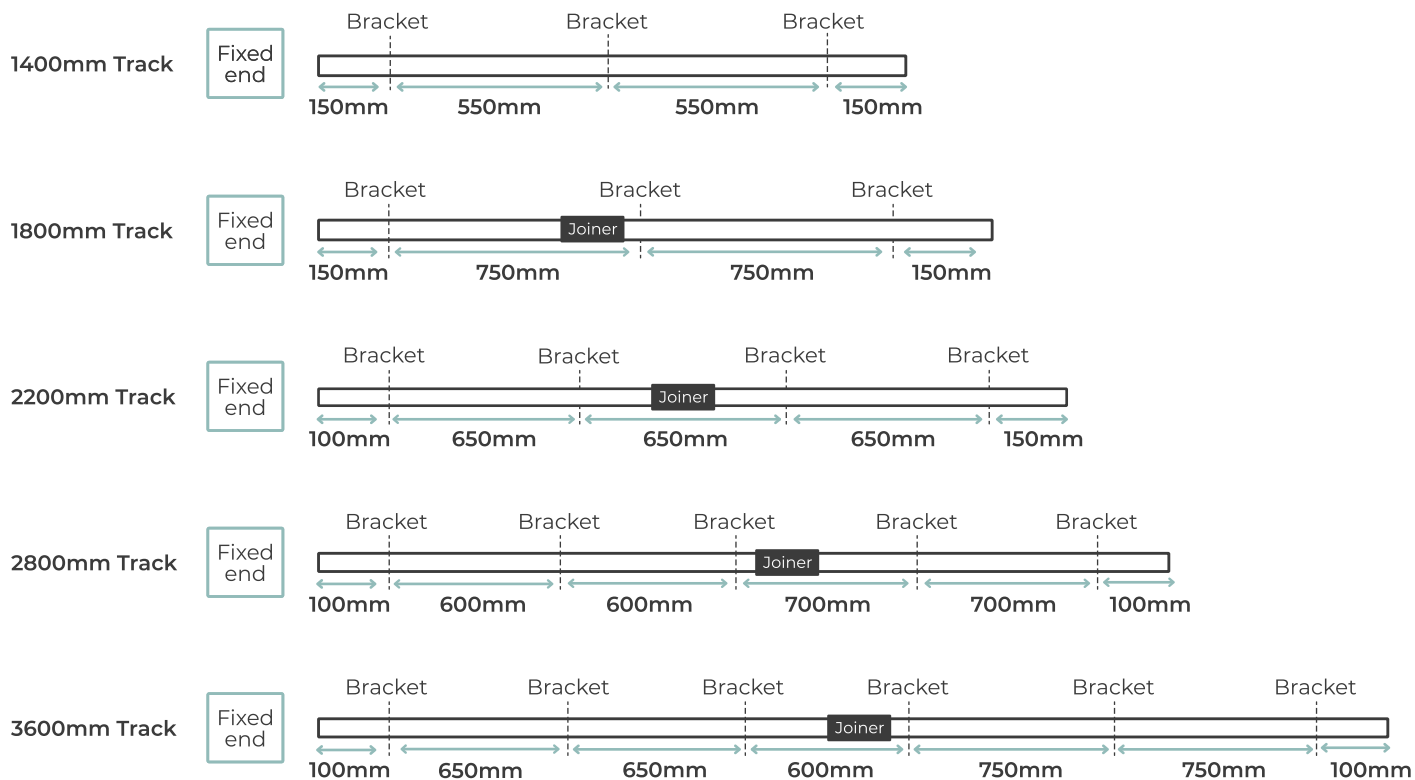 Bracket Bracket Bracket
1400mm Track
Fixed
end
150mm 550mm 550mm 150mm
Bracket Bracket Bracket
1800mm Track
Fixed
end
Joiner
150mm 750mm 750mm 150mm
Bracket Bracket Bracket Bracket
2200mm Track
Fixed
end
Joiner
100mm 650mm 650mm 650mm 150mm
Bracket Bracket Bracket Bracket Bracket
2800mm Track
Fixed
end
Joiner
100mm 600mm 600mm 700mm 700mm 100mm
Bracket Bracket Bracket Bracket Bracket Bracket
3600mm Track
Fixed
end
Joiner
100mm 650mm 650mm 600mm 750mm 750mm 100mm